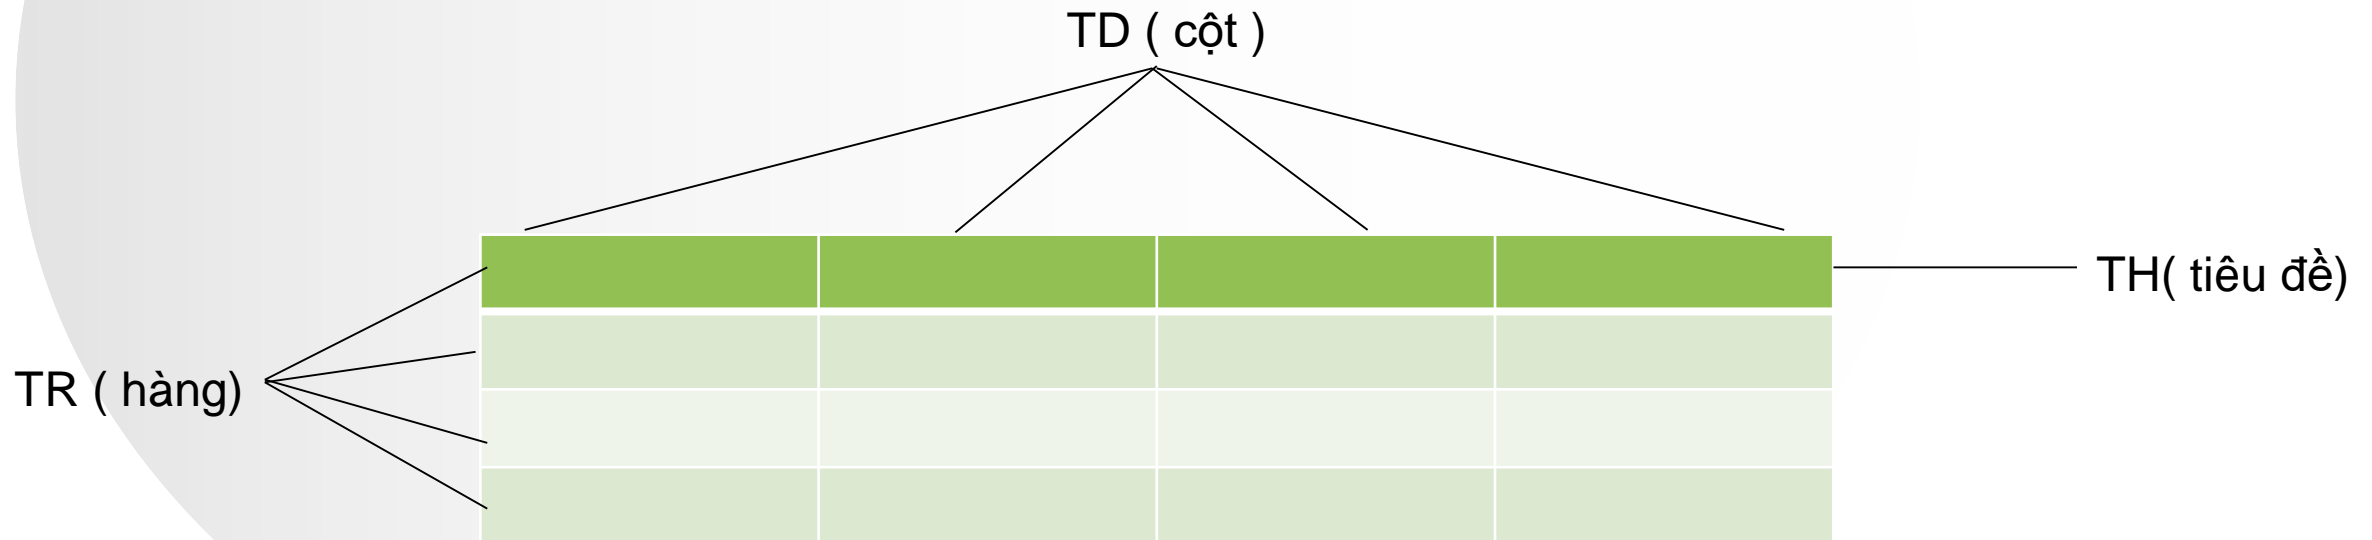 TD ( cột )
TH( tiêu đề)
TR ( hàng)